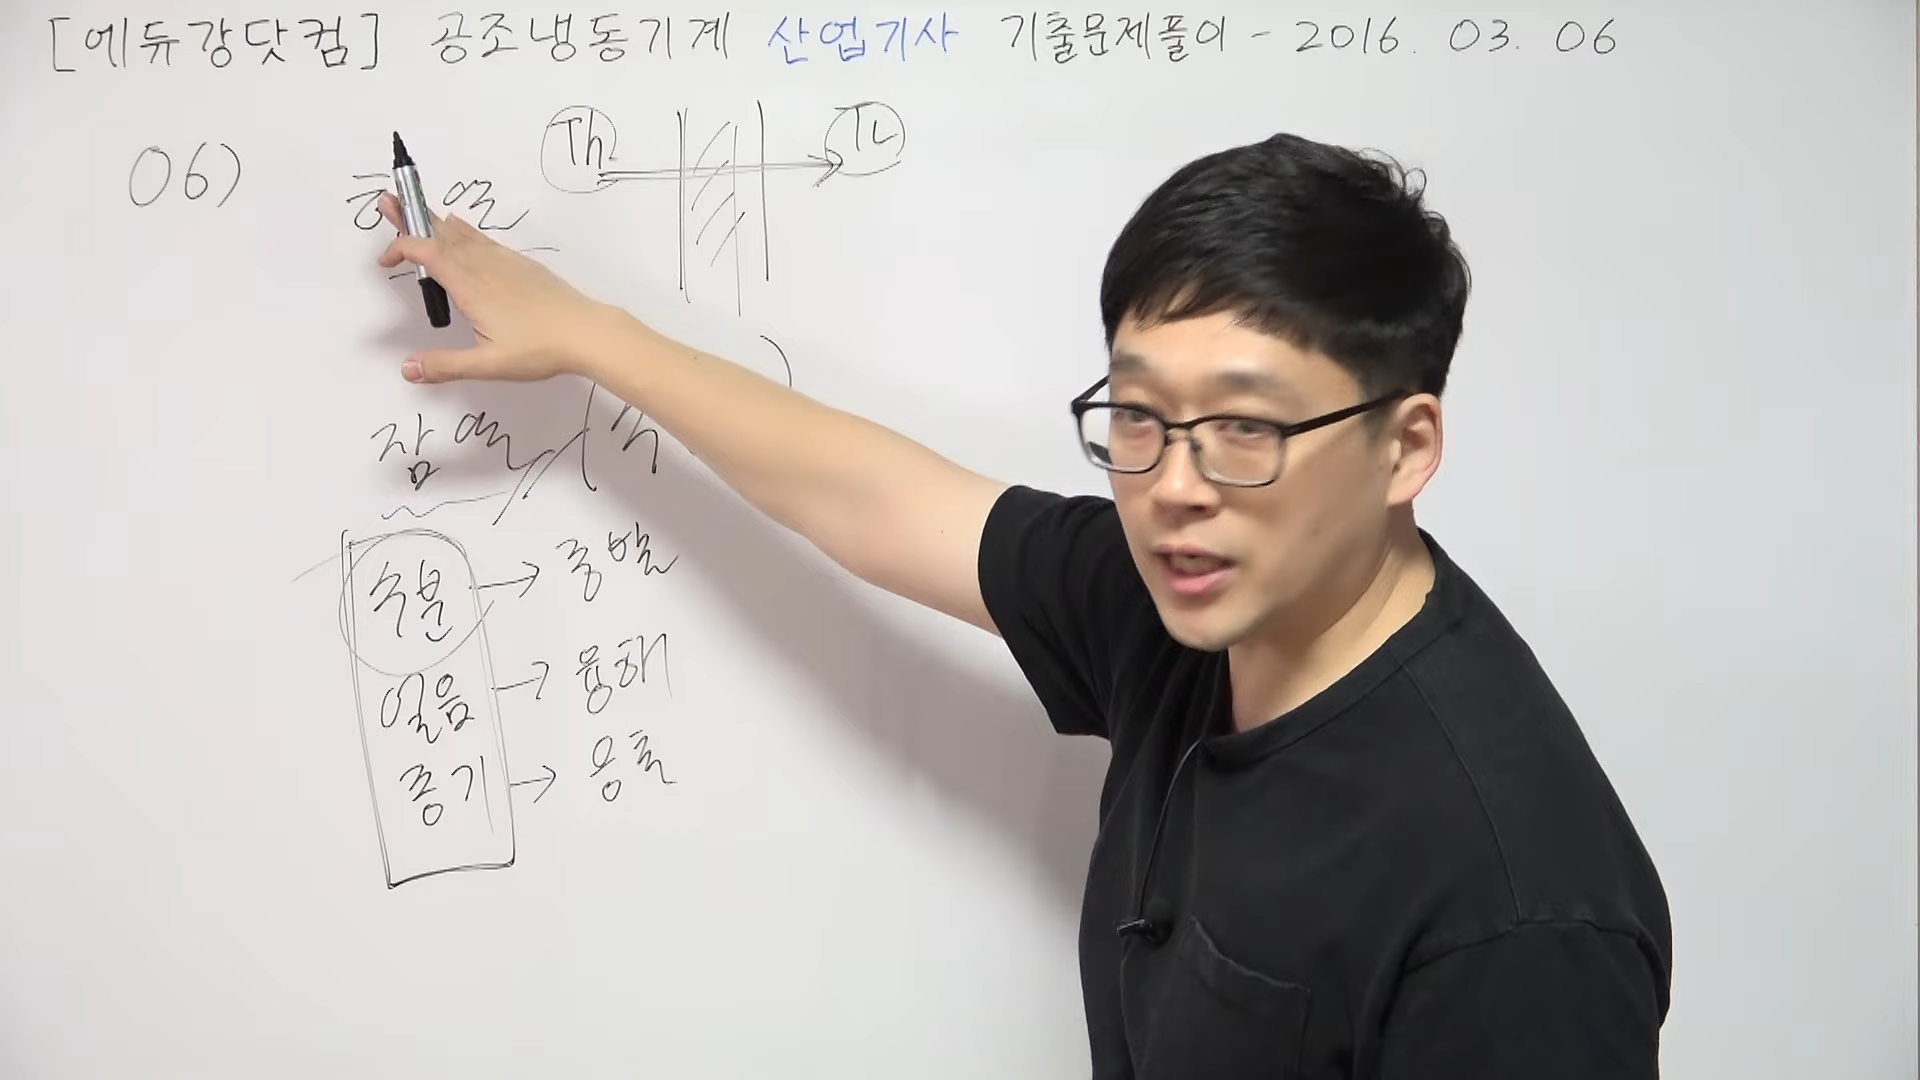 [에듀강닷컴] 공조냉동기계 산업기사 기출문제풀이 - 2016. 03. 06
06) 열 Th TL
잠열 (수
수분 → 증발
얼음 → 융해
증기 → 응축